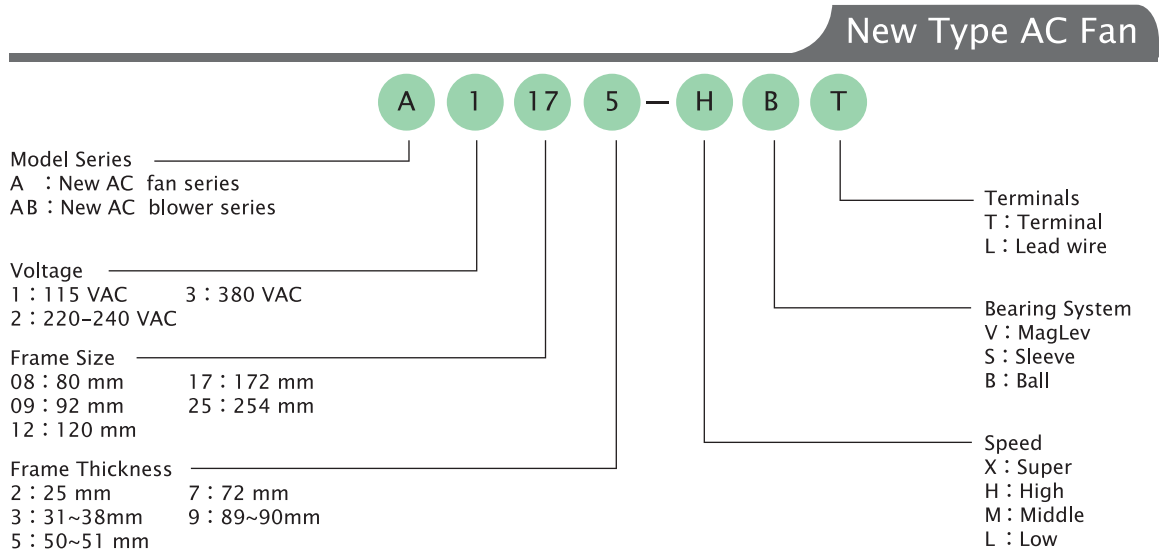 New Type AC Fan
A 1 17 5 – H B T
Model Series
A ：New AC fan series
AB：New AC blower series
Voltage
1：115 VAC 3：380 VAC
2：220–240 VAC
Frame Size
08：80 mm 17：172 mm
09：92 mm 25：254 mm
12：120 mm
Frame Thickness
2：25 mm 7：72 mm
3：31~38mm 9：89~90mm
5：50~51 mm
Terminals
T：Terminal
L：Lead wire
Bearing System
V：MagLev
S：Sleeve
B：Ball
Speed
X：Super
H：High
M：Middle
L：Low